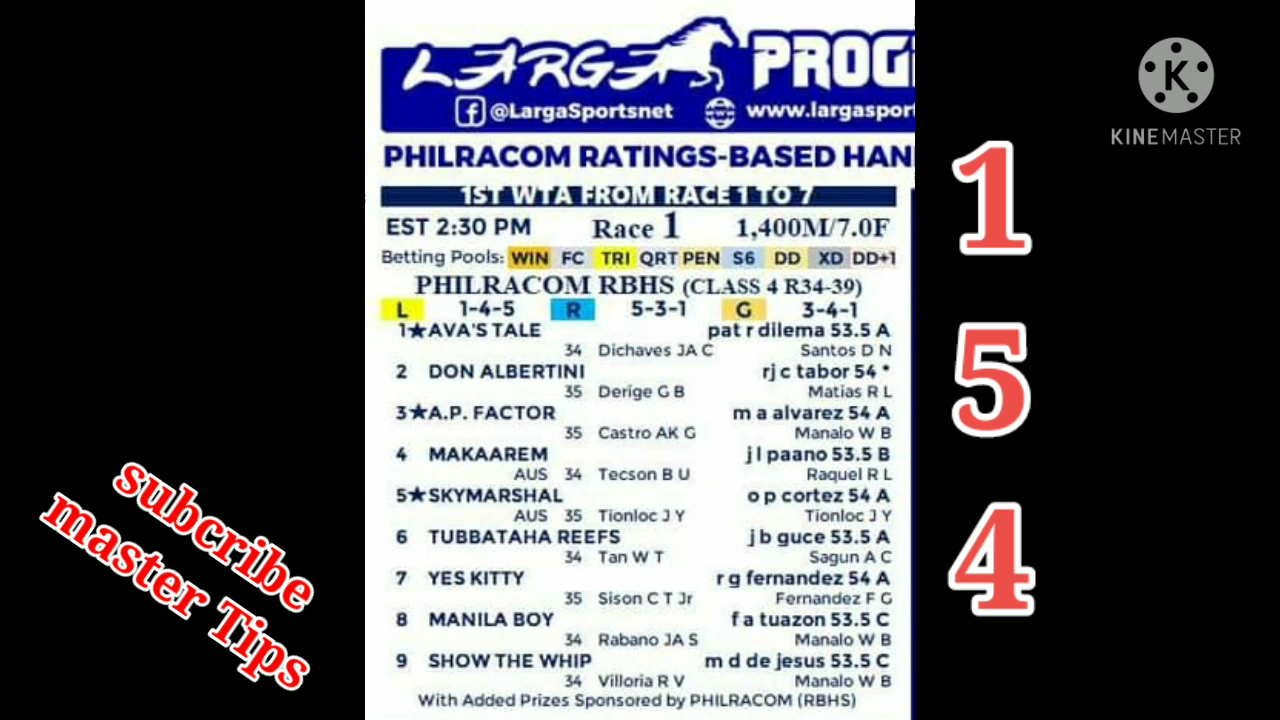 LARGA PROG
@LargaSportsnet www.largaspor
PHILRACOM RATINGS-BASED HAN
1ST WTA FROM RACE 1 TO 7
EST 2:30 PM Race 1 1,400M/7.0F
Betting Pools: WIN FC TRI QRT PEN S6 DD XD DD+1
PHILRACOM RBHS (CLASS 4 R34-39)
L 1-4-5 R 5-3-1 G 3-4-1
1★AVA'S TALE pat r dilema 53.5 A
34 Dichaves JA C Santos D N
2 DON ALBERTINI rj c tabor 54 *
35 Derige G B Matias R L
3★A.P. FACTOR m a alvarez 54 A
35 Castro AK G Manalo W B
4 MAKAAREM j l paano 53.5 B
AUS 34 Tecson B U Raquel R L
5★SKYMARSHAL o p cortez 54 A
AUS 35 Tionloc J Y Tionloc J Y
6 TUBBATAHA REEFS j b guce 53.5 A
34 Tan W T Sagun A C
7 YES KITTY r g fernandez 54 A
35 Sison C T Jr Fernandez F G
8 MANILA BOY f a tuazon 53.5 C
34 Rabano JA S Manalo W B
9 SHOW THE WHIP m d de jesus 53.5 C
34 Villoria R V Manalo W B
With Added Prizes Sponsored by PHILRACOM (RBHS)
subcribe
master Tips
K
KINEMASTER
1
5
4